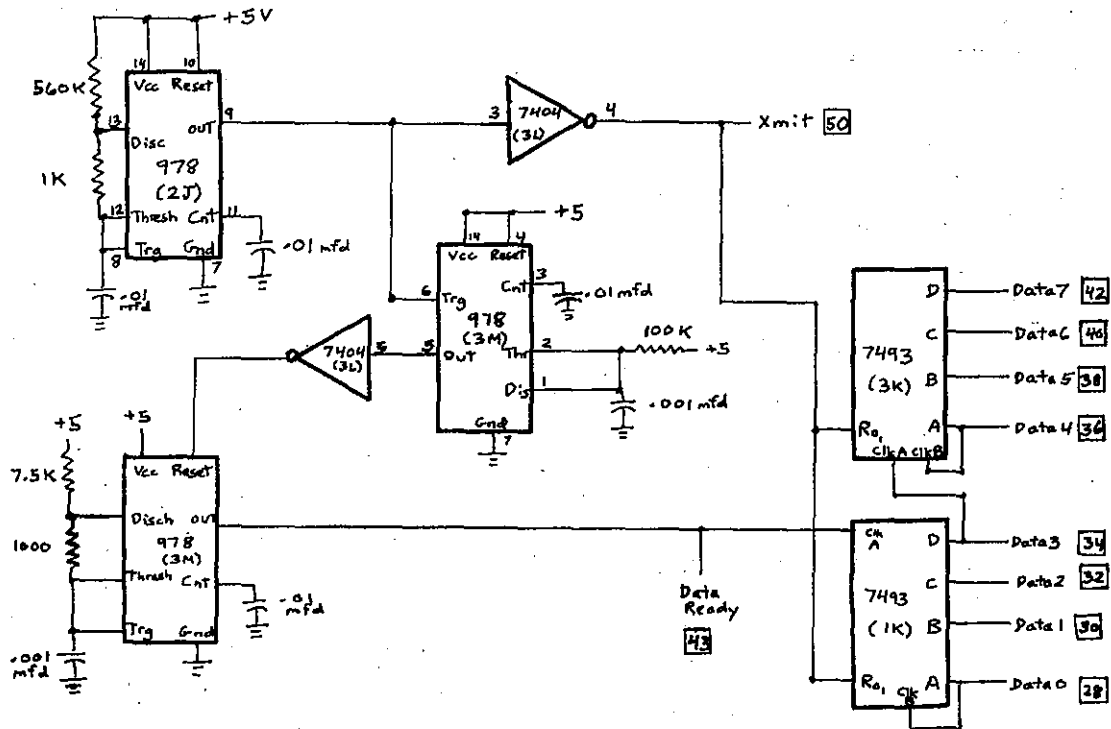 +5V
14
10
560K
Vcc Reset
13
OUT
9
Disc
978
(2J)
1K
12
Thresh Cnt
11
.01 mfd
8
Trg Gnd
7
.01 mfd
3
7404
(3L)
4
Xmit 50
+5
14
4
Vcc Reset
Cnt
3
.01 mfd
6
Trg
978
(3M)
5
OUT
Thr
2
100K
+5
Dis
1
.001 mfd
Gnd
7
7404
(3L)
5
+5
+5
7.5K
Vcc Reset
Disch OUT
1000
978
(3M)
Thresh Cnt
.01 mfd
Trg Gnd
.001 mfd
Data
Ready
43
7493
(3K)
D
Data7 42
C
Data6 40
B
Data5 38
A
Data4 36
R0,
Clk A Clk B
Clk A
7493
(1K)
D
Data3 34
C
Data2 32
B
Data1 30
A
Data0 28
R0,
Clk